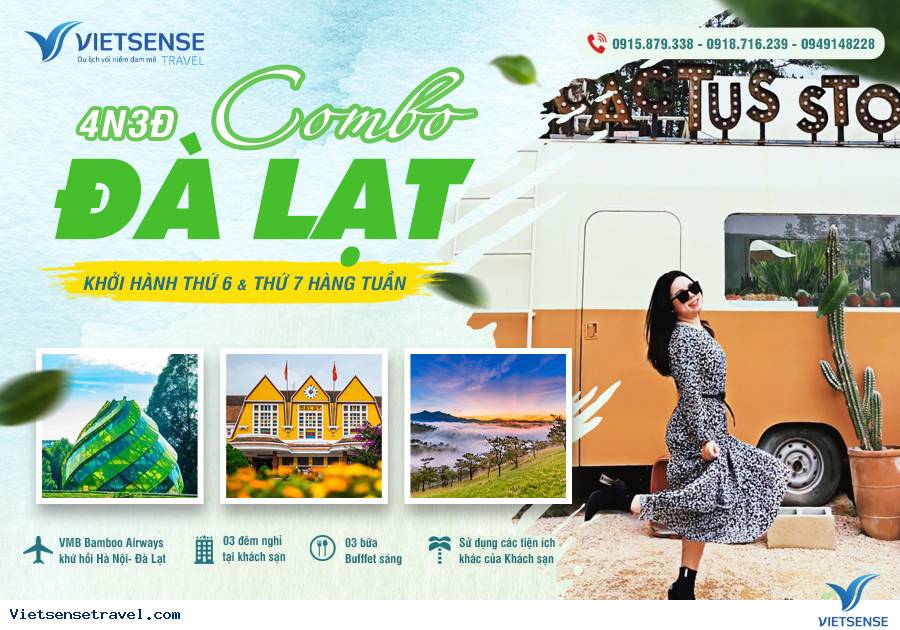 VIETSENSE
Du lịch với niềm đam mê TRAVEL
0915.879.338 - 0918.716.239 - 0949148228
CACTUS STO
4N3Đ Combo
ĐÀ LẠT
KHỞI HÀNH THỨ 6 & THỨ 7 HÀNG TUẦN
DALAT
VMB Bamboo Airways
khứ hồi Hà Nội- Đà Lạt
03 đêm nghỉ
tại khách sạn
03 bữa
Bufffet sáng
Sử dụng các tiện ích
khác của Khách sạn
Vietsensetravel.com
VIETSENSE